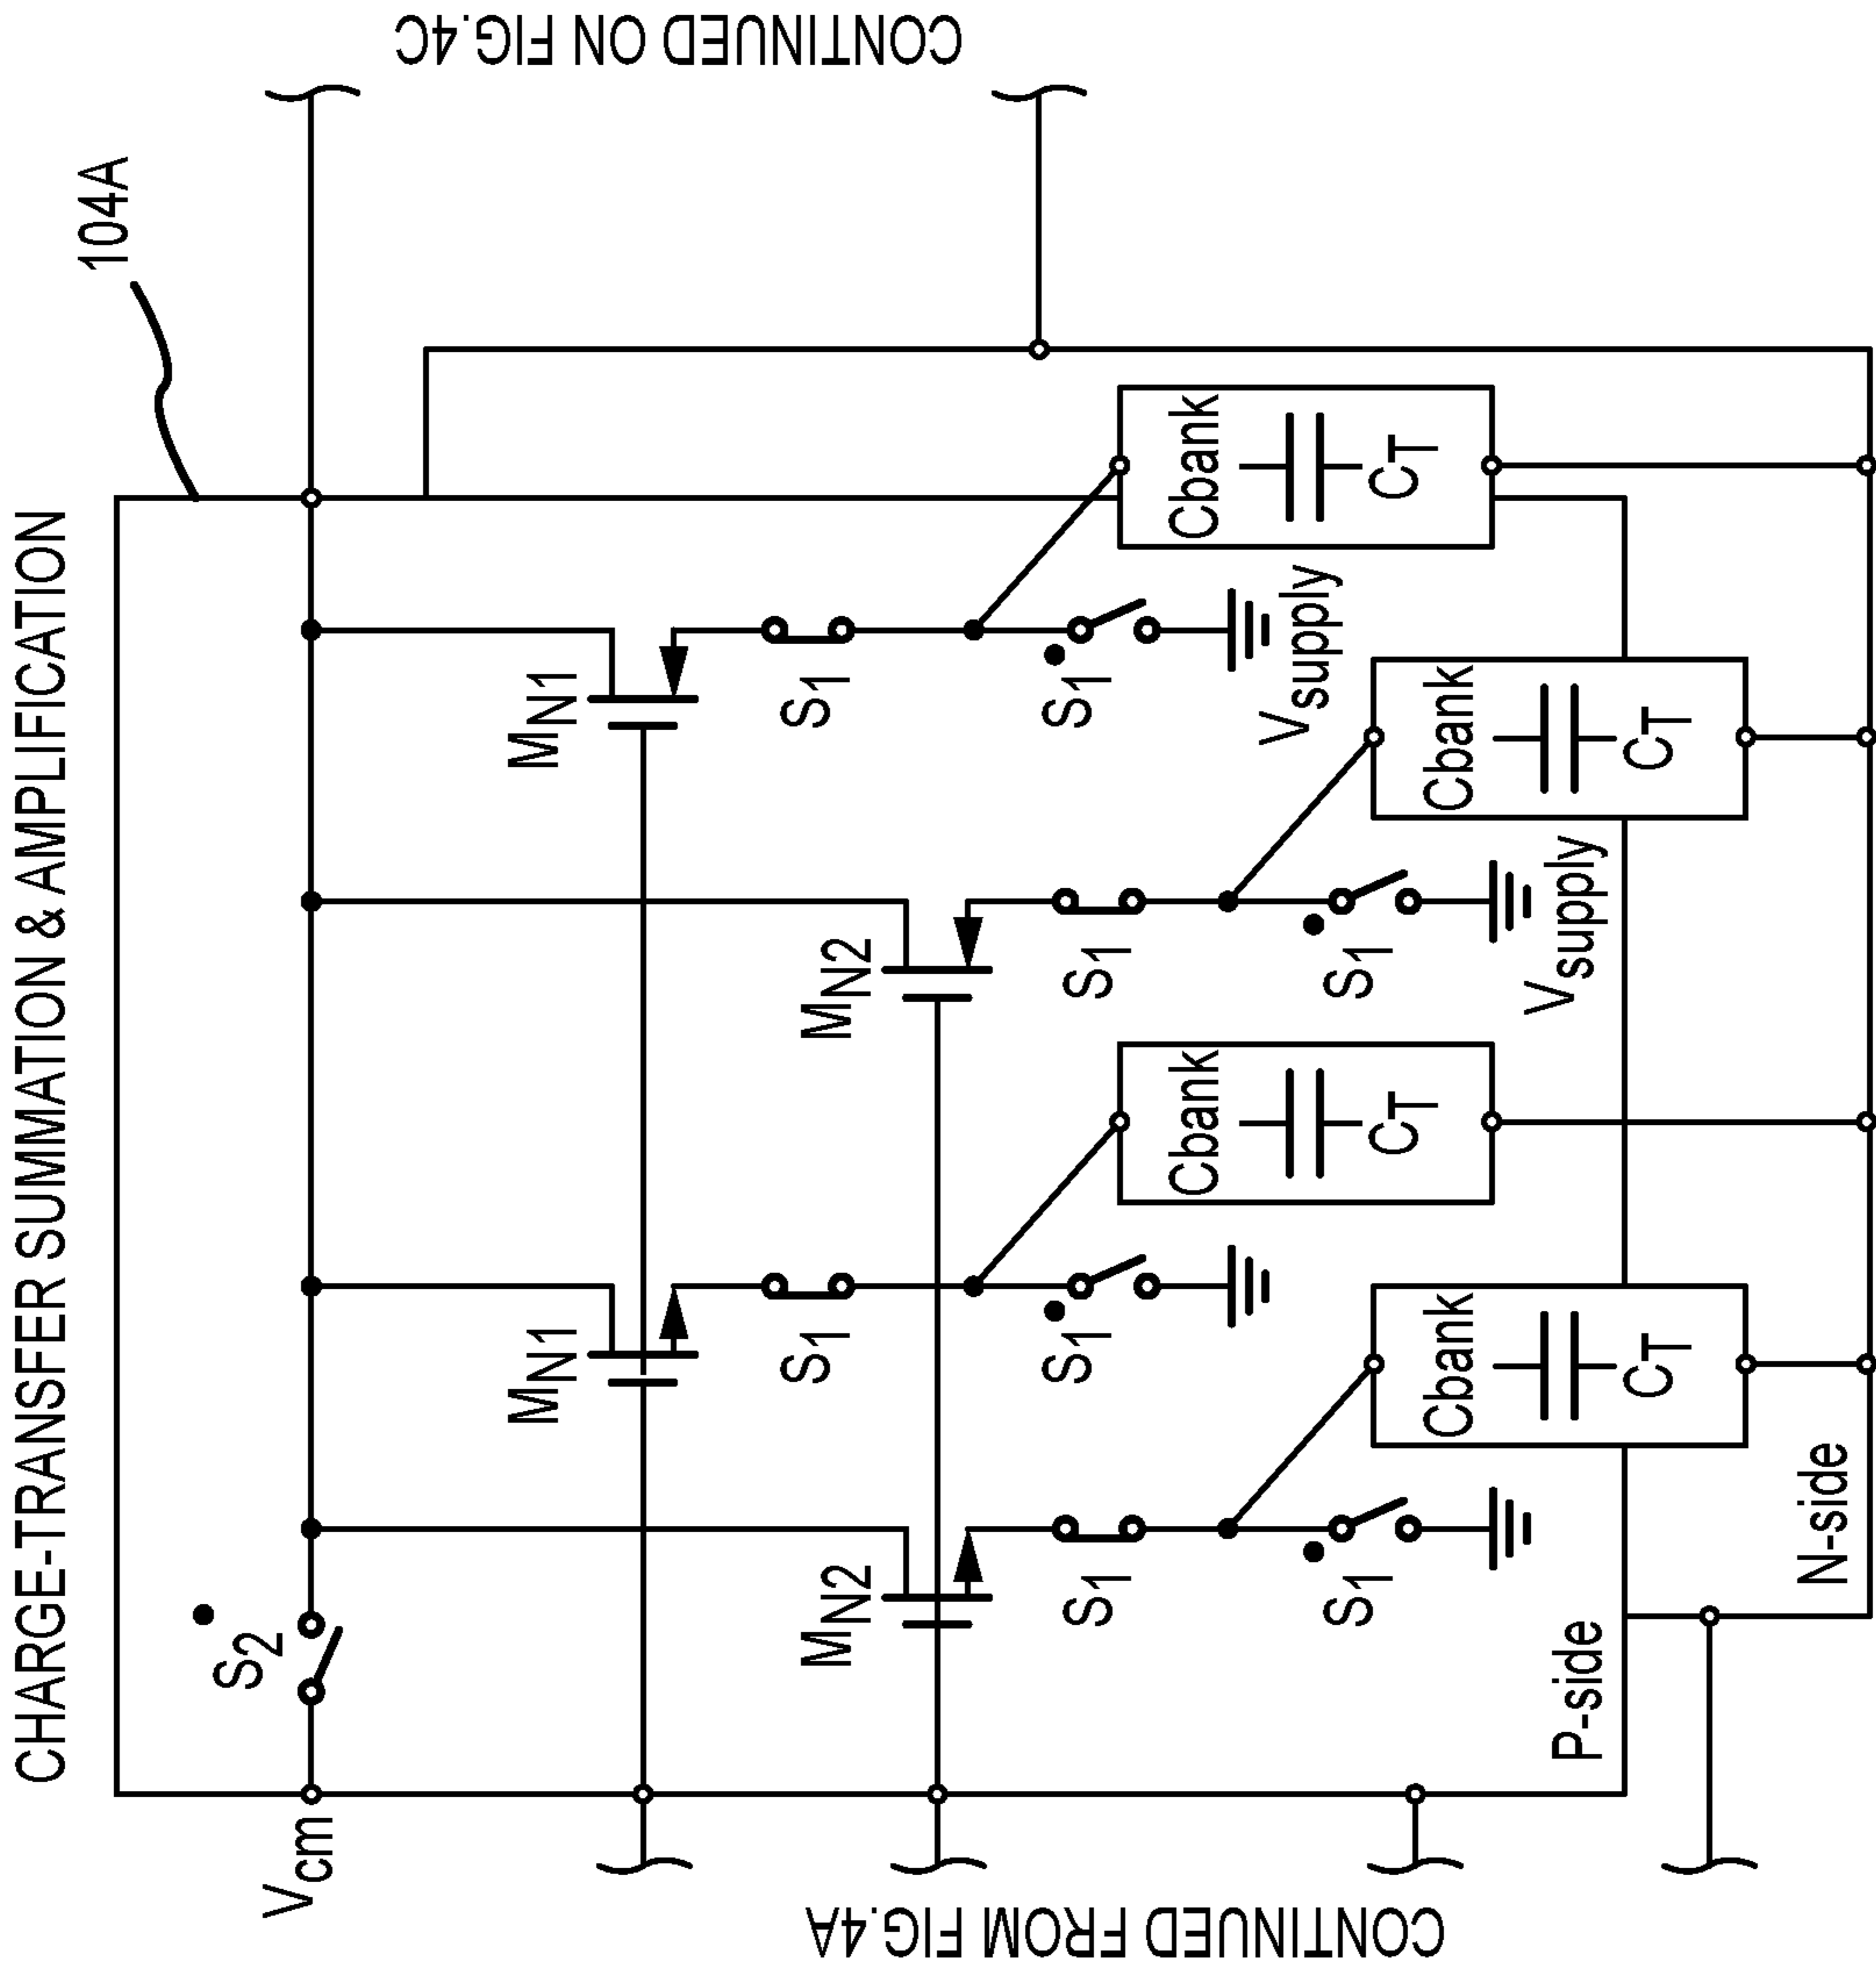 CHARGE-TRANSFER SUMMATION & AMPLIFICATION
104A
Vcm
S2
MN2
S1
S1
Cbank
CT
MN1
S1
S1
Cbank
CT
MN2
S1
S1
Vsupply
Cbank
CT
MN1
S1
S1
Vsupply
Cbank
CT
P-side
N-side
CONTINUED FROM FIG.4A
CONTINUED ON FIG.4C